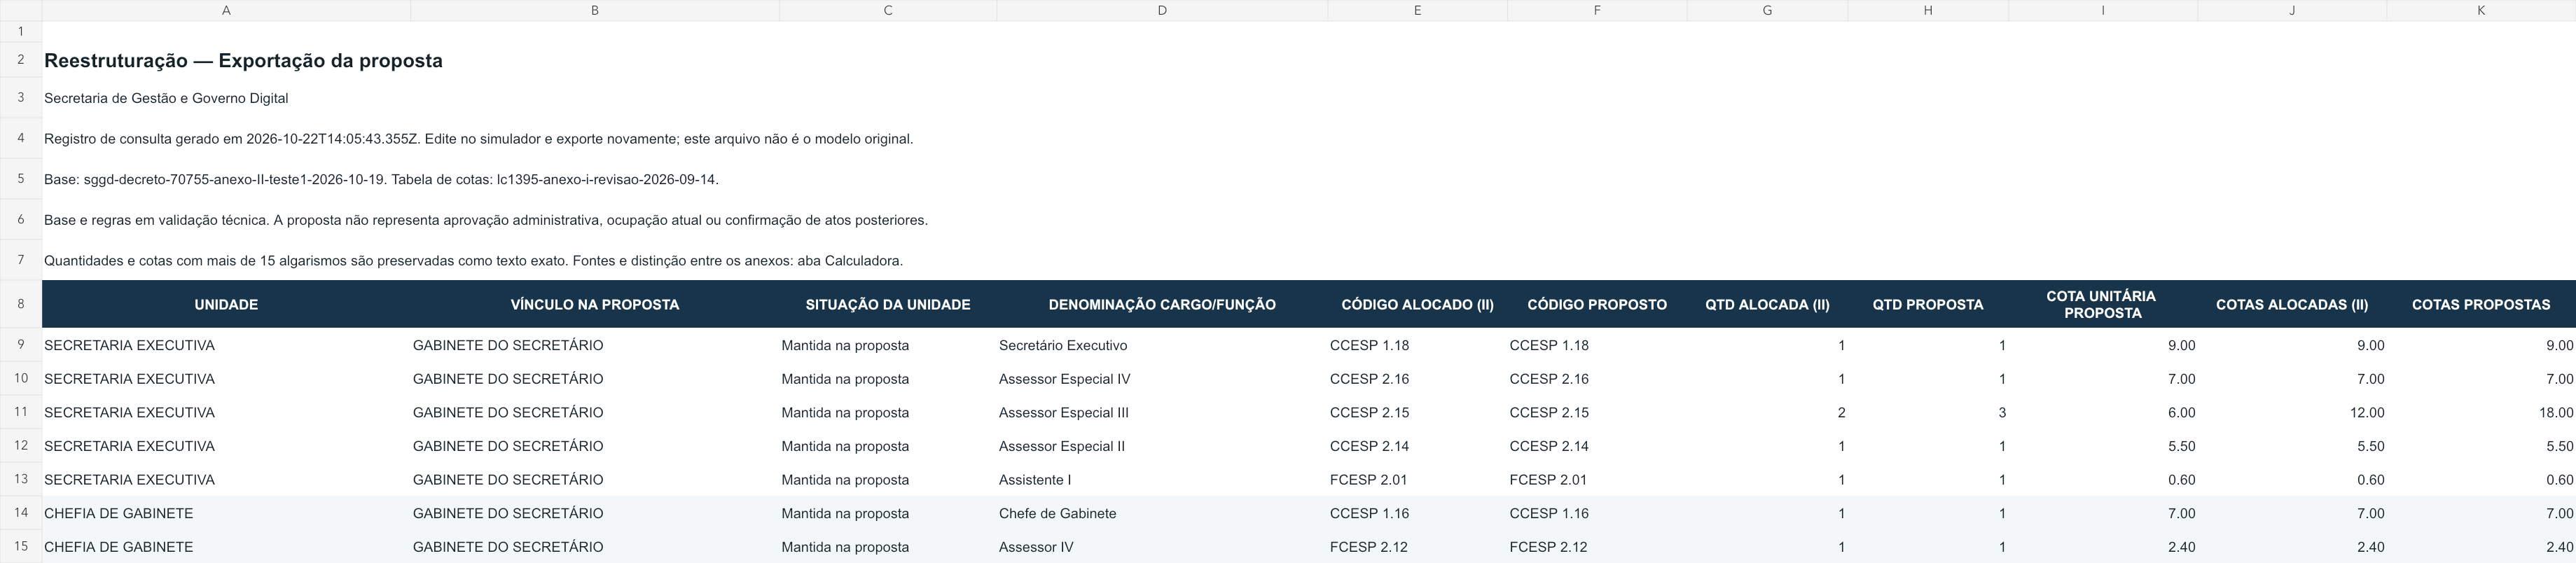 A B C D E F G H I J K
1
2 Reestruturação — Exportação da proposta
3 Secretaria de Gestão e Governo Digital
4 Registro de consulta gerado em 2026-10-22T14:05:43.355Z. Edite no simulador e exporte novamente; este arquivo não é o modelo original.
5 Base: sggd-decreto-70755-anexo-II-teste1-2026-10-19. Tabela de cotas: lc1395-anexo-i-revisao-2026-09-14.
6 Base e regras em validação técnica. A proposta não representa aprovação administrativa, ocupação atual ou confirmação de atos posteriores.
7 Quantidades e cotas com mais de 15 algarismos são preservadas como texto exato. Fontes e distinção entre os anexos: aba Calculadora.
8 UNIDADE VÍNCULO NA PROPOSTA SITUAÇÃO DA UNIDADE DENOMINAÇÃO CARGO/FUNÇÃO CÓDIGO ALOCADO (II) CÓDIGO PROPOSTO QTD ALOCADA (II) QTD PROPOSTA COTA UNITÁRIA PROPOSTA COTAS ALOCADAS (II) COTAS PROPOSTAS
9 SECRETARIA EXECUTIVA GABINETE DO SECRETÁRIO Mantida na proposta Secretário Executivo CCESP 1.18 CCESP 1.18 1 1 9.00 9.00 9.00
10 SECRETARIA EXECUTIVA GABINETE DO SECRETÁRIO Mantida na proposta Assessor Especial IV CCESP 2.16 CCESP 2.16 1 1 7.00 7.00 7.00
11 SECRETARIA EXECUTIVA GABINETE DO SECRETÁRIO Mantida na proposta Assessor Especial III CCESP 2.15 CCESP 2.15 2 3 6.00 12.00 18.00
12 SECRETARIA EXECUTIVA GABINETE DO SECRETÁRIO Mantida na proposta Assessor Especial II CCESP 2.14 CCESP 2.14 1 1 5.50 5.50 5.50
13 SECRETARIA EXECUTIVA GABINETE DO SECRETÁRIO Mantida na proposta Assistente I FCESP 2.01 FCESP 2.01 1 1 0.60 0.60 0.60
14 CHEFIA DE GABINETE GABINETE DO SECRETÁRIO Mantida na proposta Chefe de Gabinete CCESP 1.16 CCESP 1.16 1 1 7.00 7.00 7.00
15 CHEFIA DE GABINETE GABINETE DO SECRETÁRIO Mantida na proposta Assessor IV FCESP 2.12 FCESP 2.12 1 1 2.40 2.40 2.40